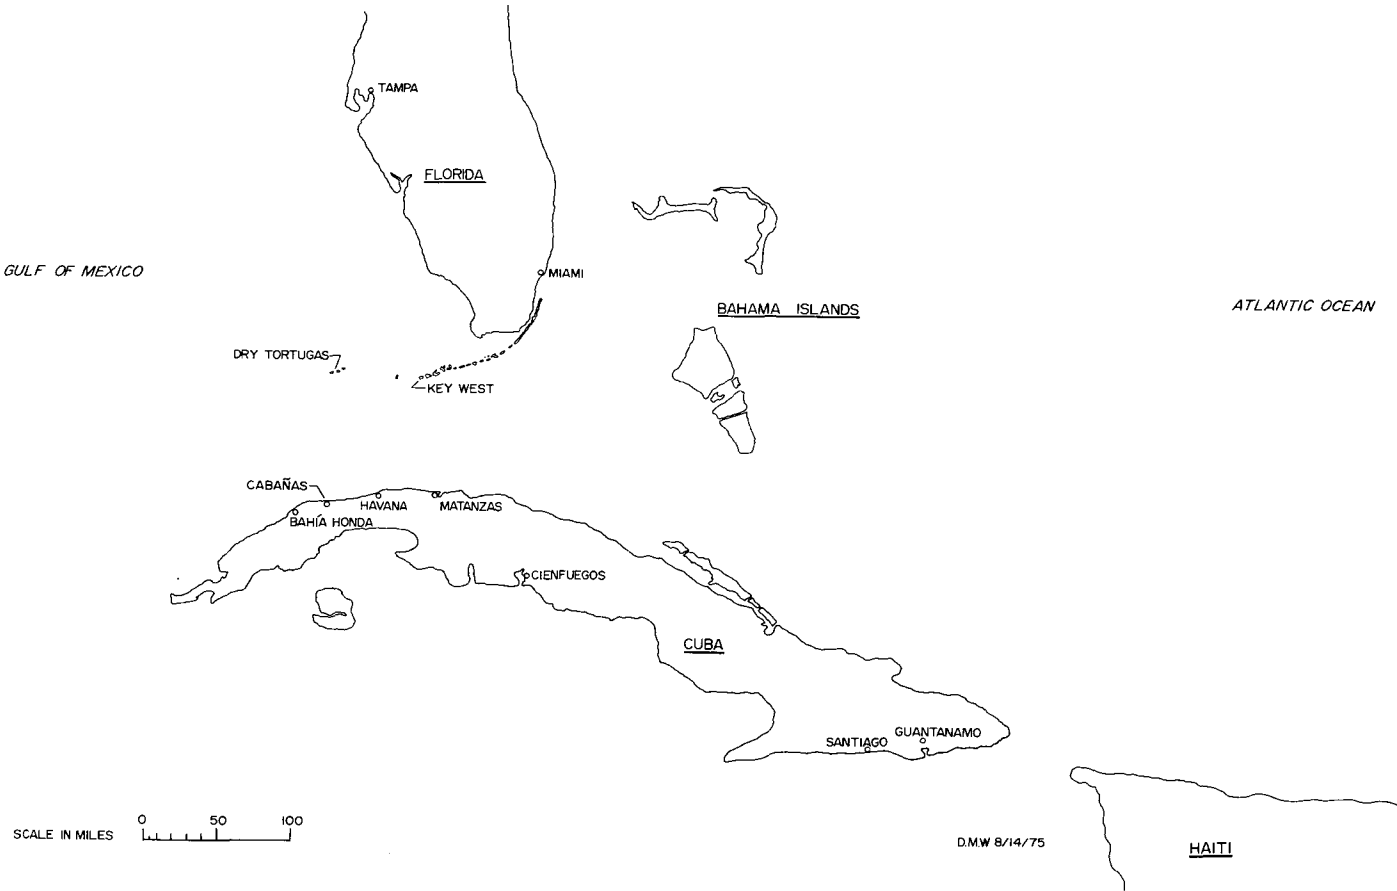 TAMPA
FLORIDA
GULF OF MEXICO
MIAMI
BAHAMA ISLANDS
ATLANTIC OCEAN
DRY TORTUGAS
KEY WEST
CABAÑAS
HAVANA
MATANZAS
BAHÍA HONDA
CIENFUEGOS
CUBA
GUANTANAMO
SANTIAGO
0 50 100
SCALE IN MILES
D.M.W 8/14/75
HAITI